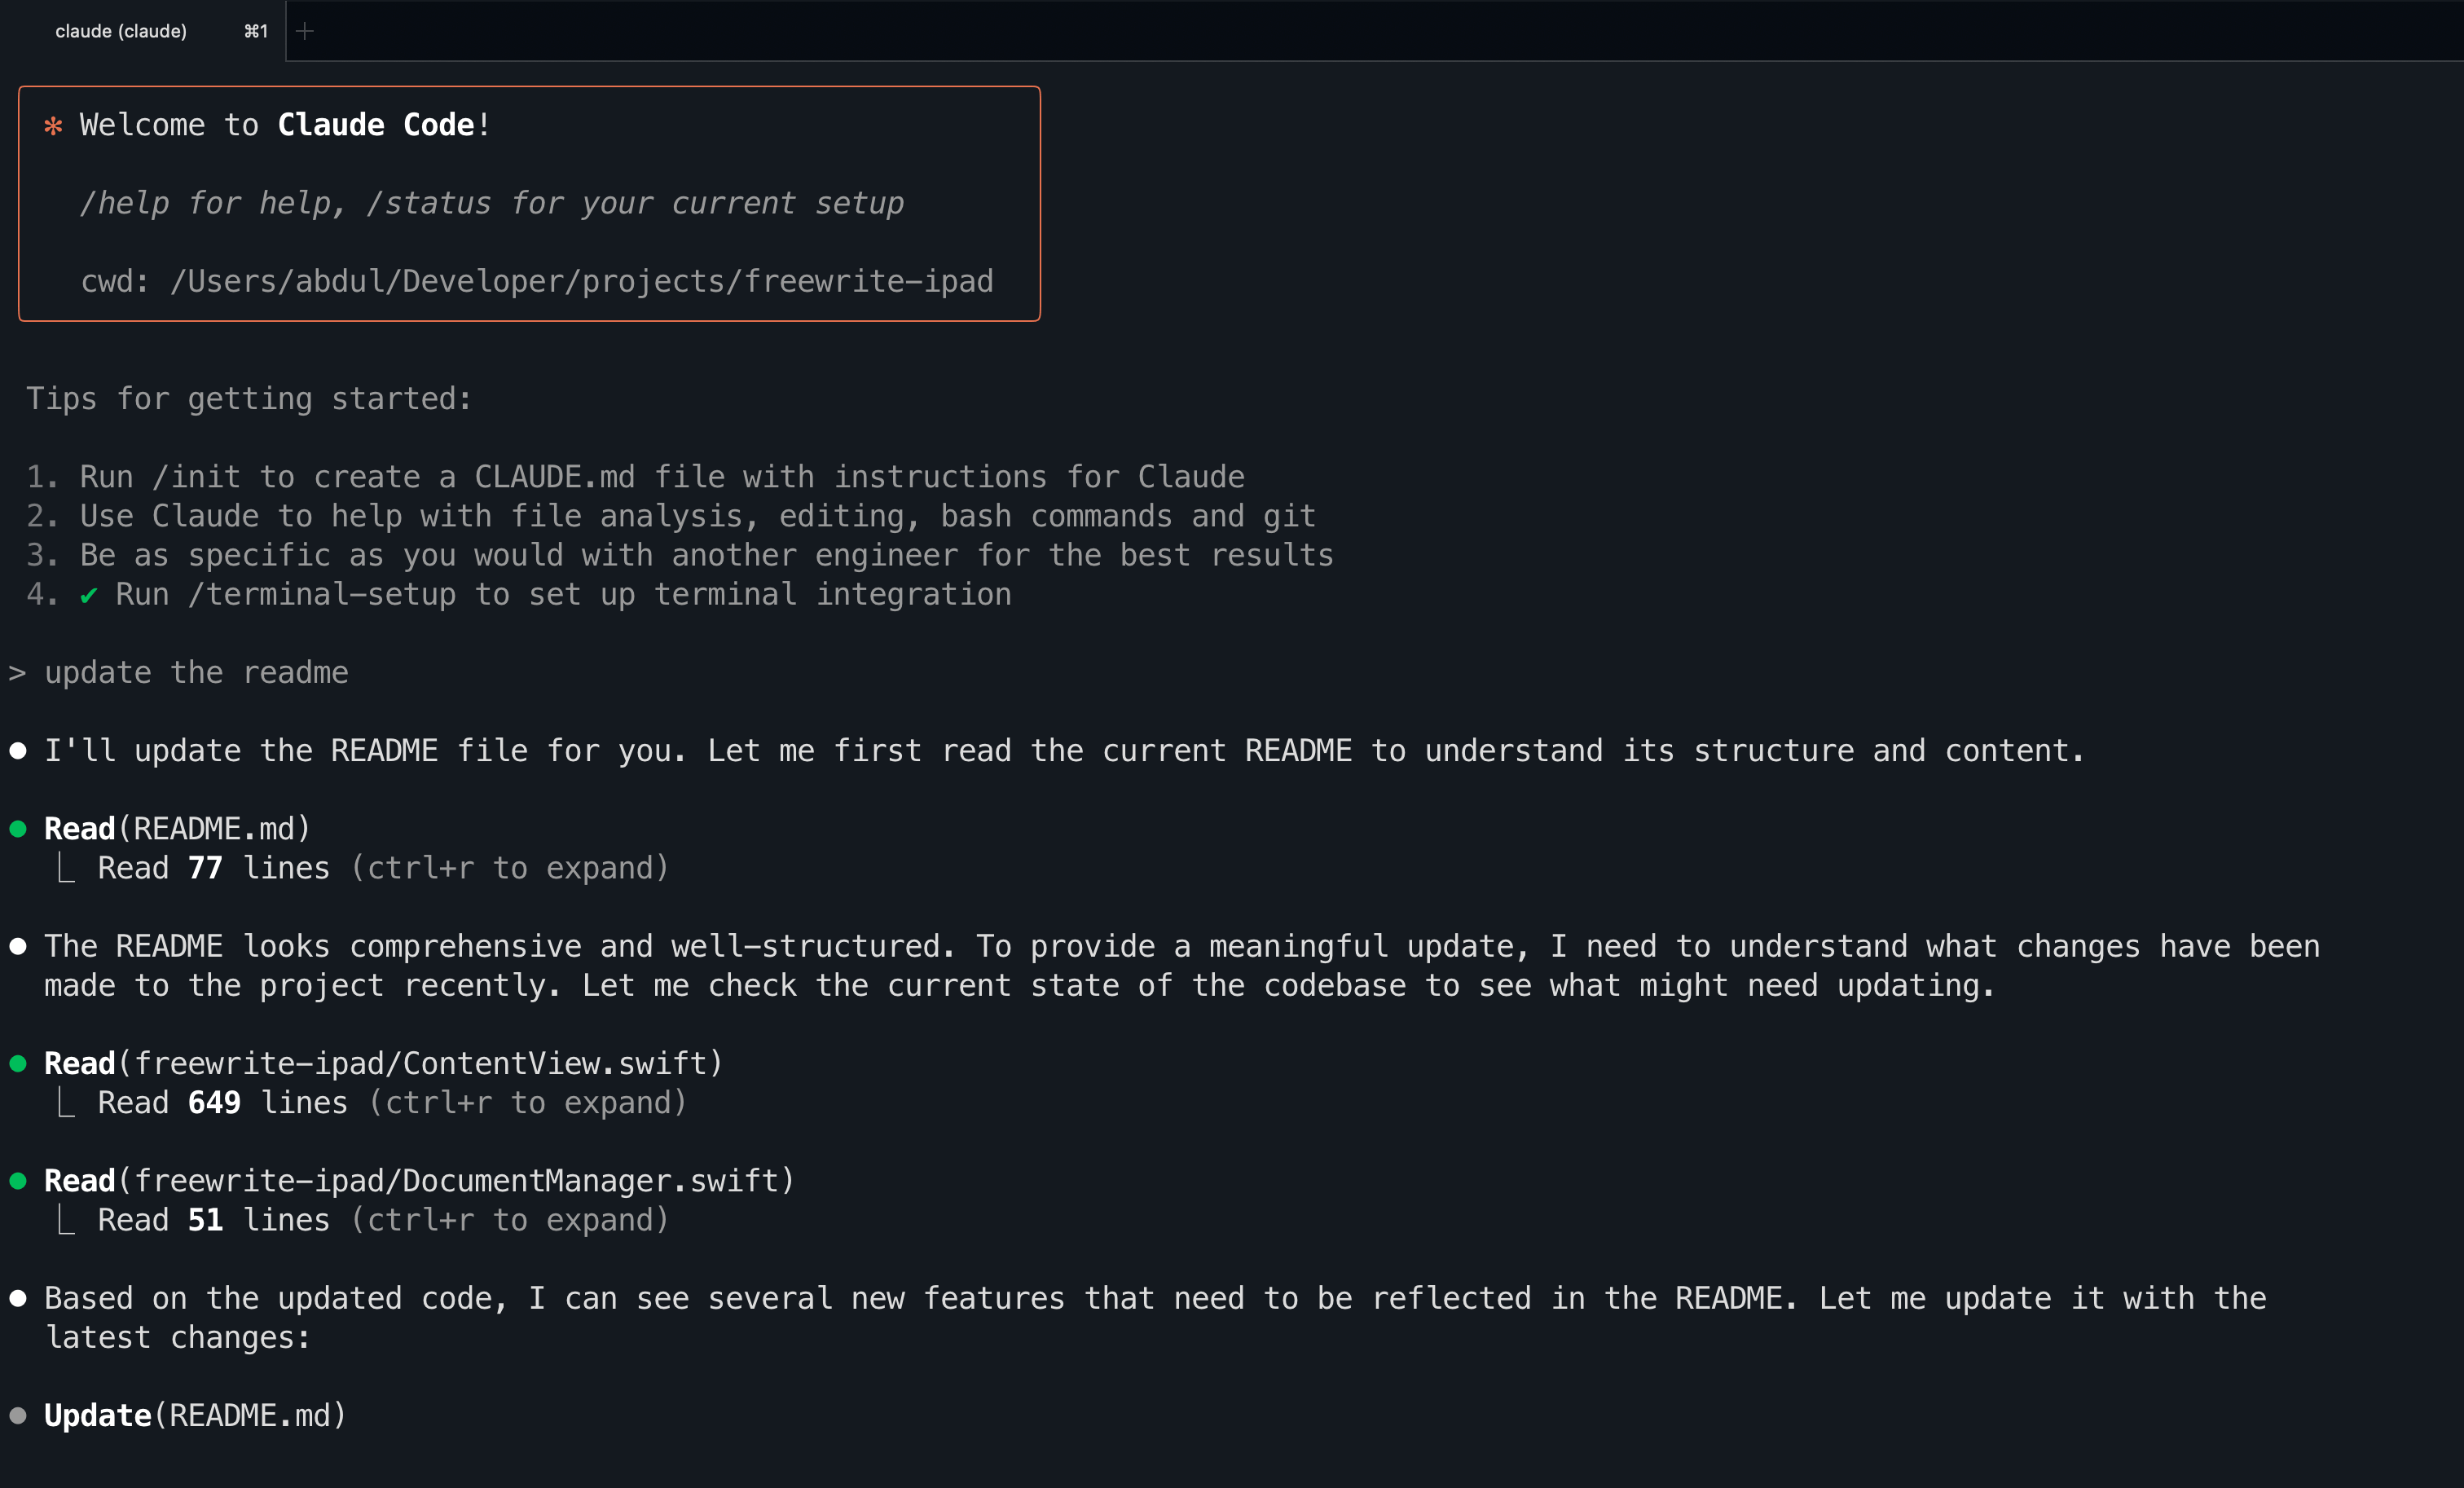 claude (claude) ⌘1 +
✻ Welcome to Claude Code!
/help for help, /status for your current setup
cwd: /Users/abdul/Developer/projects/freewrite-ipad
Tips for getting started:
1. Run /init to create a CLAUDE.md file with instructions for Claude
2. Use Claude to help with file analysis, editing, bash commands and git
3. Be as specific as you would with another engineer for the best results
4. ✔ Run /terminal-setup to set up terminal integration
> update the readme
● I'll update the README file for you. Let me first read the current README to understand its structure and content.
● Read(README.md)
⎿ Read 77 lines (ctrl+r to expand)
● The README looks comprehensive and well-structured. To provide a meaningful update, I need to understand what changes have been
made to the project recently. Let me check the current state of the codebase to see what might need updating.
● Read(freewrite-ipad/ContentView.swift)
⎿ Read 649 lines (ctrl+r to expand)
● Read(freewrite-ipad/DocumentManager.swift)
⎿ Read 51 lines (ctrl+r to expand)
● Based on the updated code, I can see several new features that need to be reflected in the README. Let me update it with the
latest changes:
● Update(README.md)